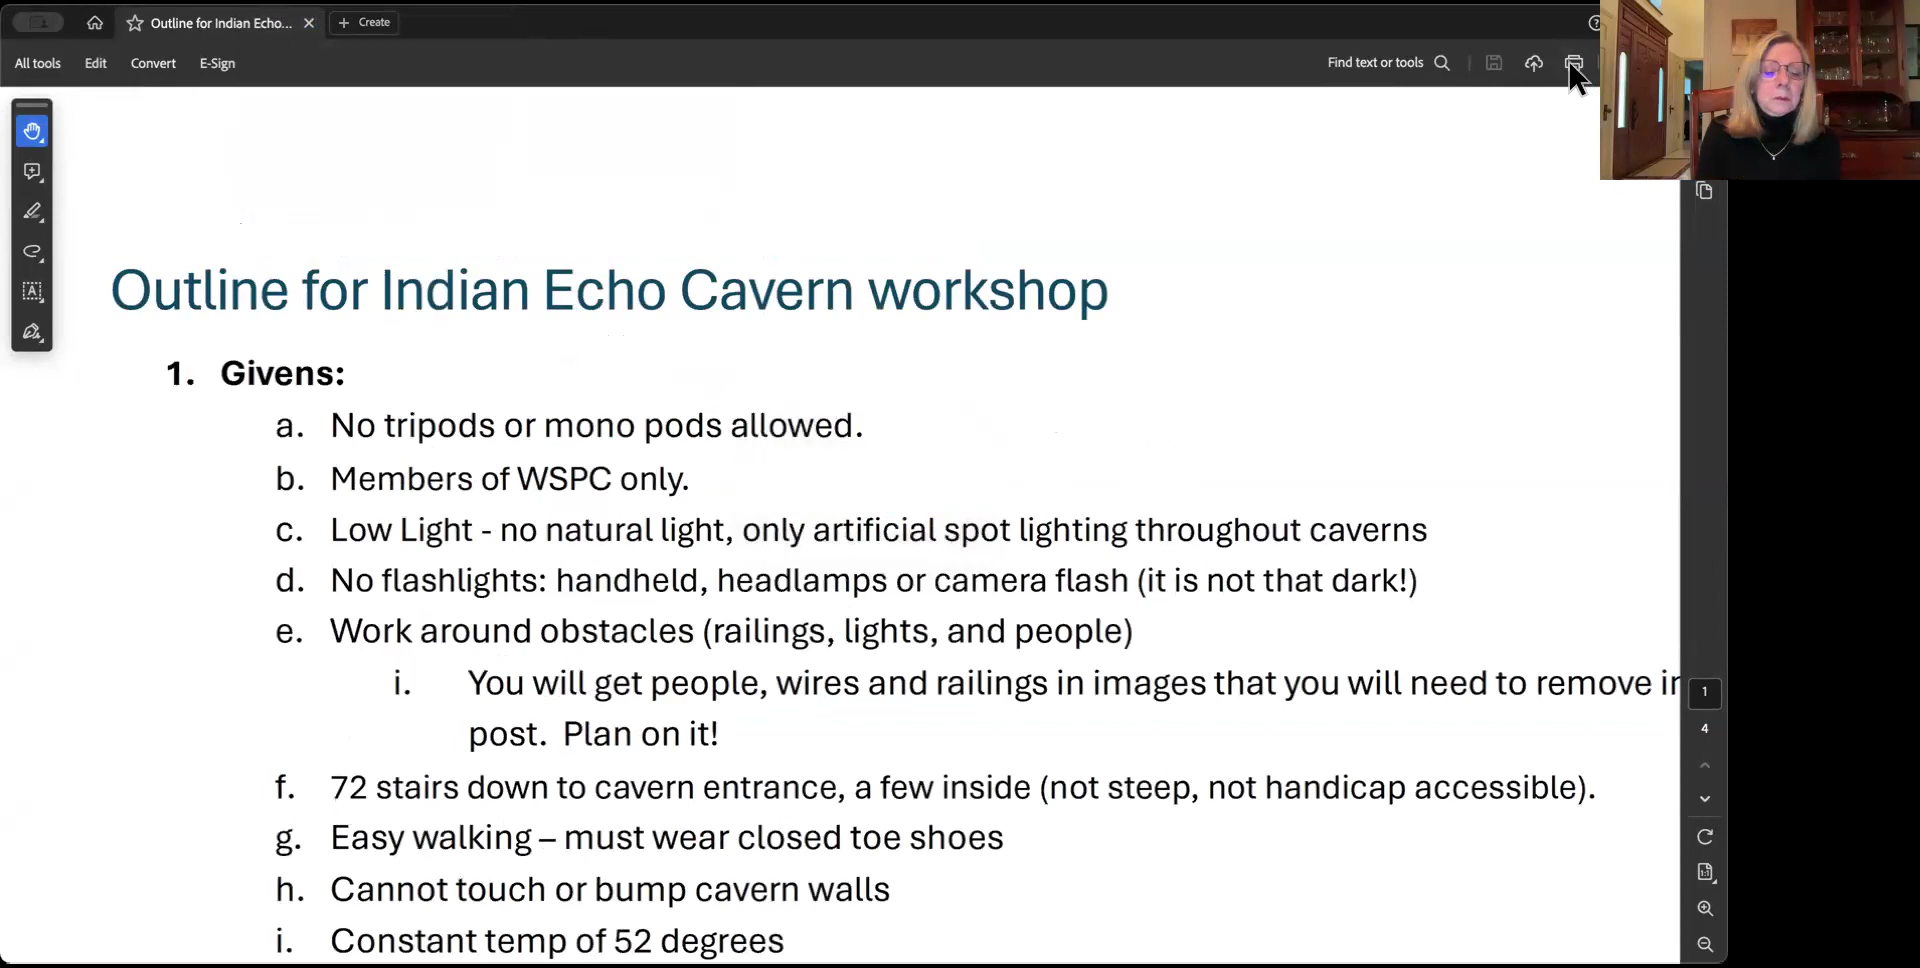 Outline for Indian Echo...
Create
All tools
Edit
Convert
E-Sign
Find text or tools
Outline for Indian Echo Cavern workshop
1. Givens:
a. No tripods or mono pods allowed.
b. Members of WSPC only.
c. Low Light - no natural light, only artificial spot lighting throughout caverns
d. No flashlights: handheld, headlamps or camera flash (it is not that dark!)
e. Work around obstacles (railings, lights, and people)
i. You will get people, wires and railings in images that you will need to remove in
post. Plan on it!
f. 72 stairs down to cavern entrance, a few inside (not steep, not handicap accessible).
g. Easy walking – must wear closed toe shoes
h. Cannot touch or bump cavern walls
i. Constant temp of 52 degrees
1
4